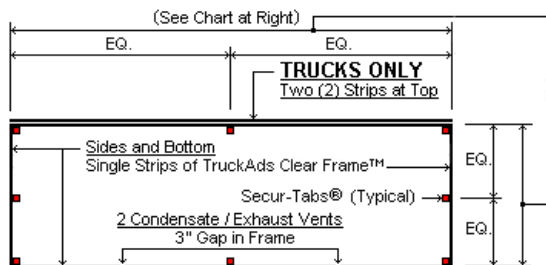 (See Chart at Right)
EQ. EQ.
TRUCKS ONLY
Two (2) Strips at Top
Sides and Bottom
Single Strips of TruckAds Clear Frame™
EQ.
Secur-Tabs® (Typical)
2 Condensate / Exhaust Vents
3" Gap in Frame
EQ.